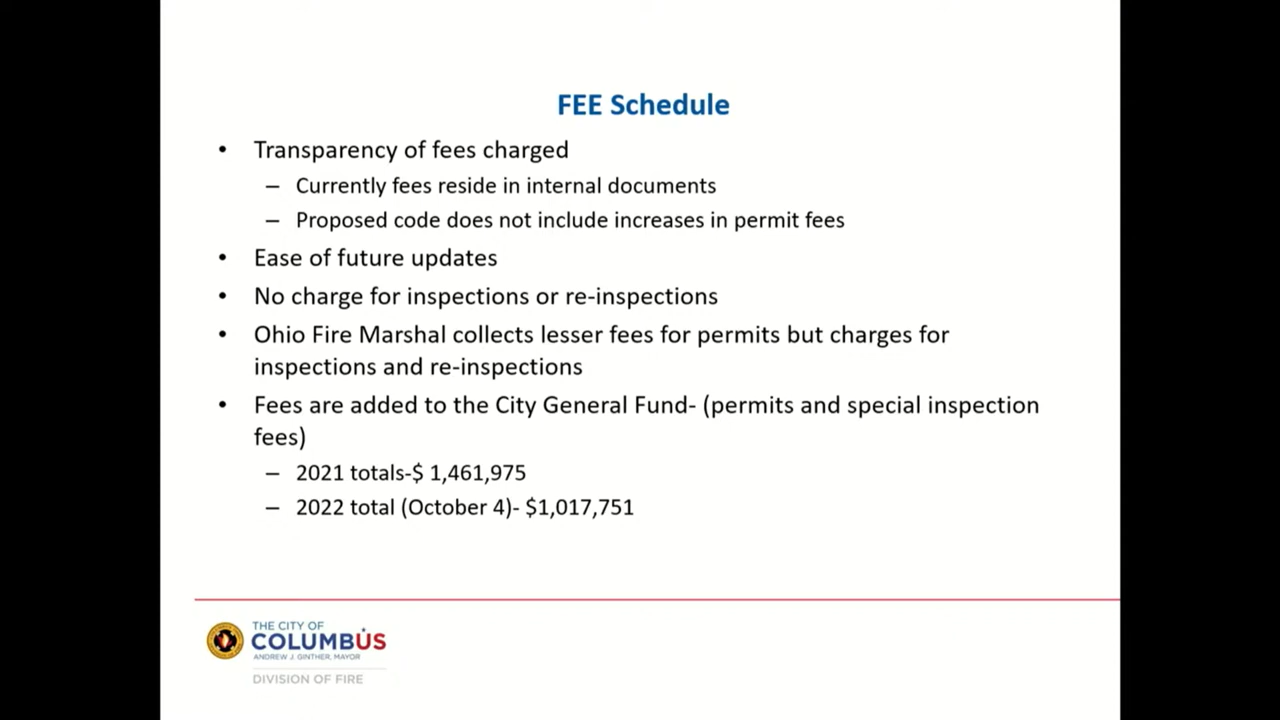 FEE Schedule
• Transparency of fees charged
– Currently fees reside in internal documents
– Proposed code does not include increases in permit fees
• Ease of future updates
• No charge for inspections or re-inspections
• Ohio Fire Marshal collects lesser fees for permits but charges for
inspections and re-inspections
• Fees are added to the City General Fund- (permits and special inspection
fees)
– 2021 totals-$ 1,461,975
– 2022 total (October 4)- $1,017,751
THE CITY OF
COLUMBUS
ANDREW J. GINTHER, MAYOR
DIVISION OF FIRE